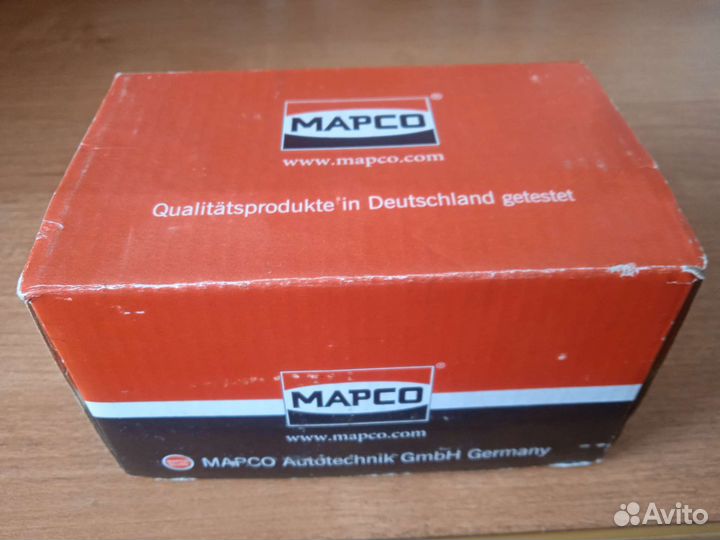 MAPCO®
www.mapco.com
Qualitätsprodukte in Deutschland getestet
MAPCO®
www.mapco.com
MAPCO Autotechnik GmbH Germany
Avito